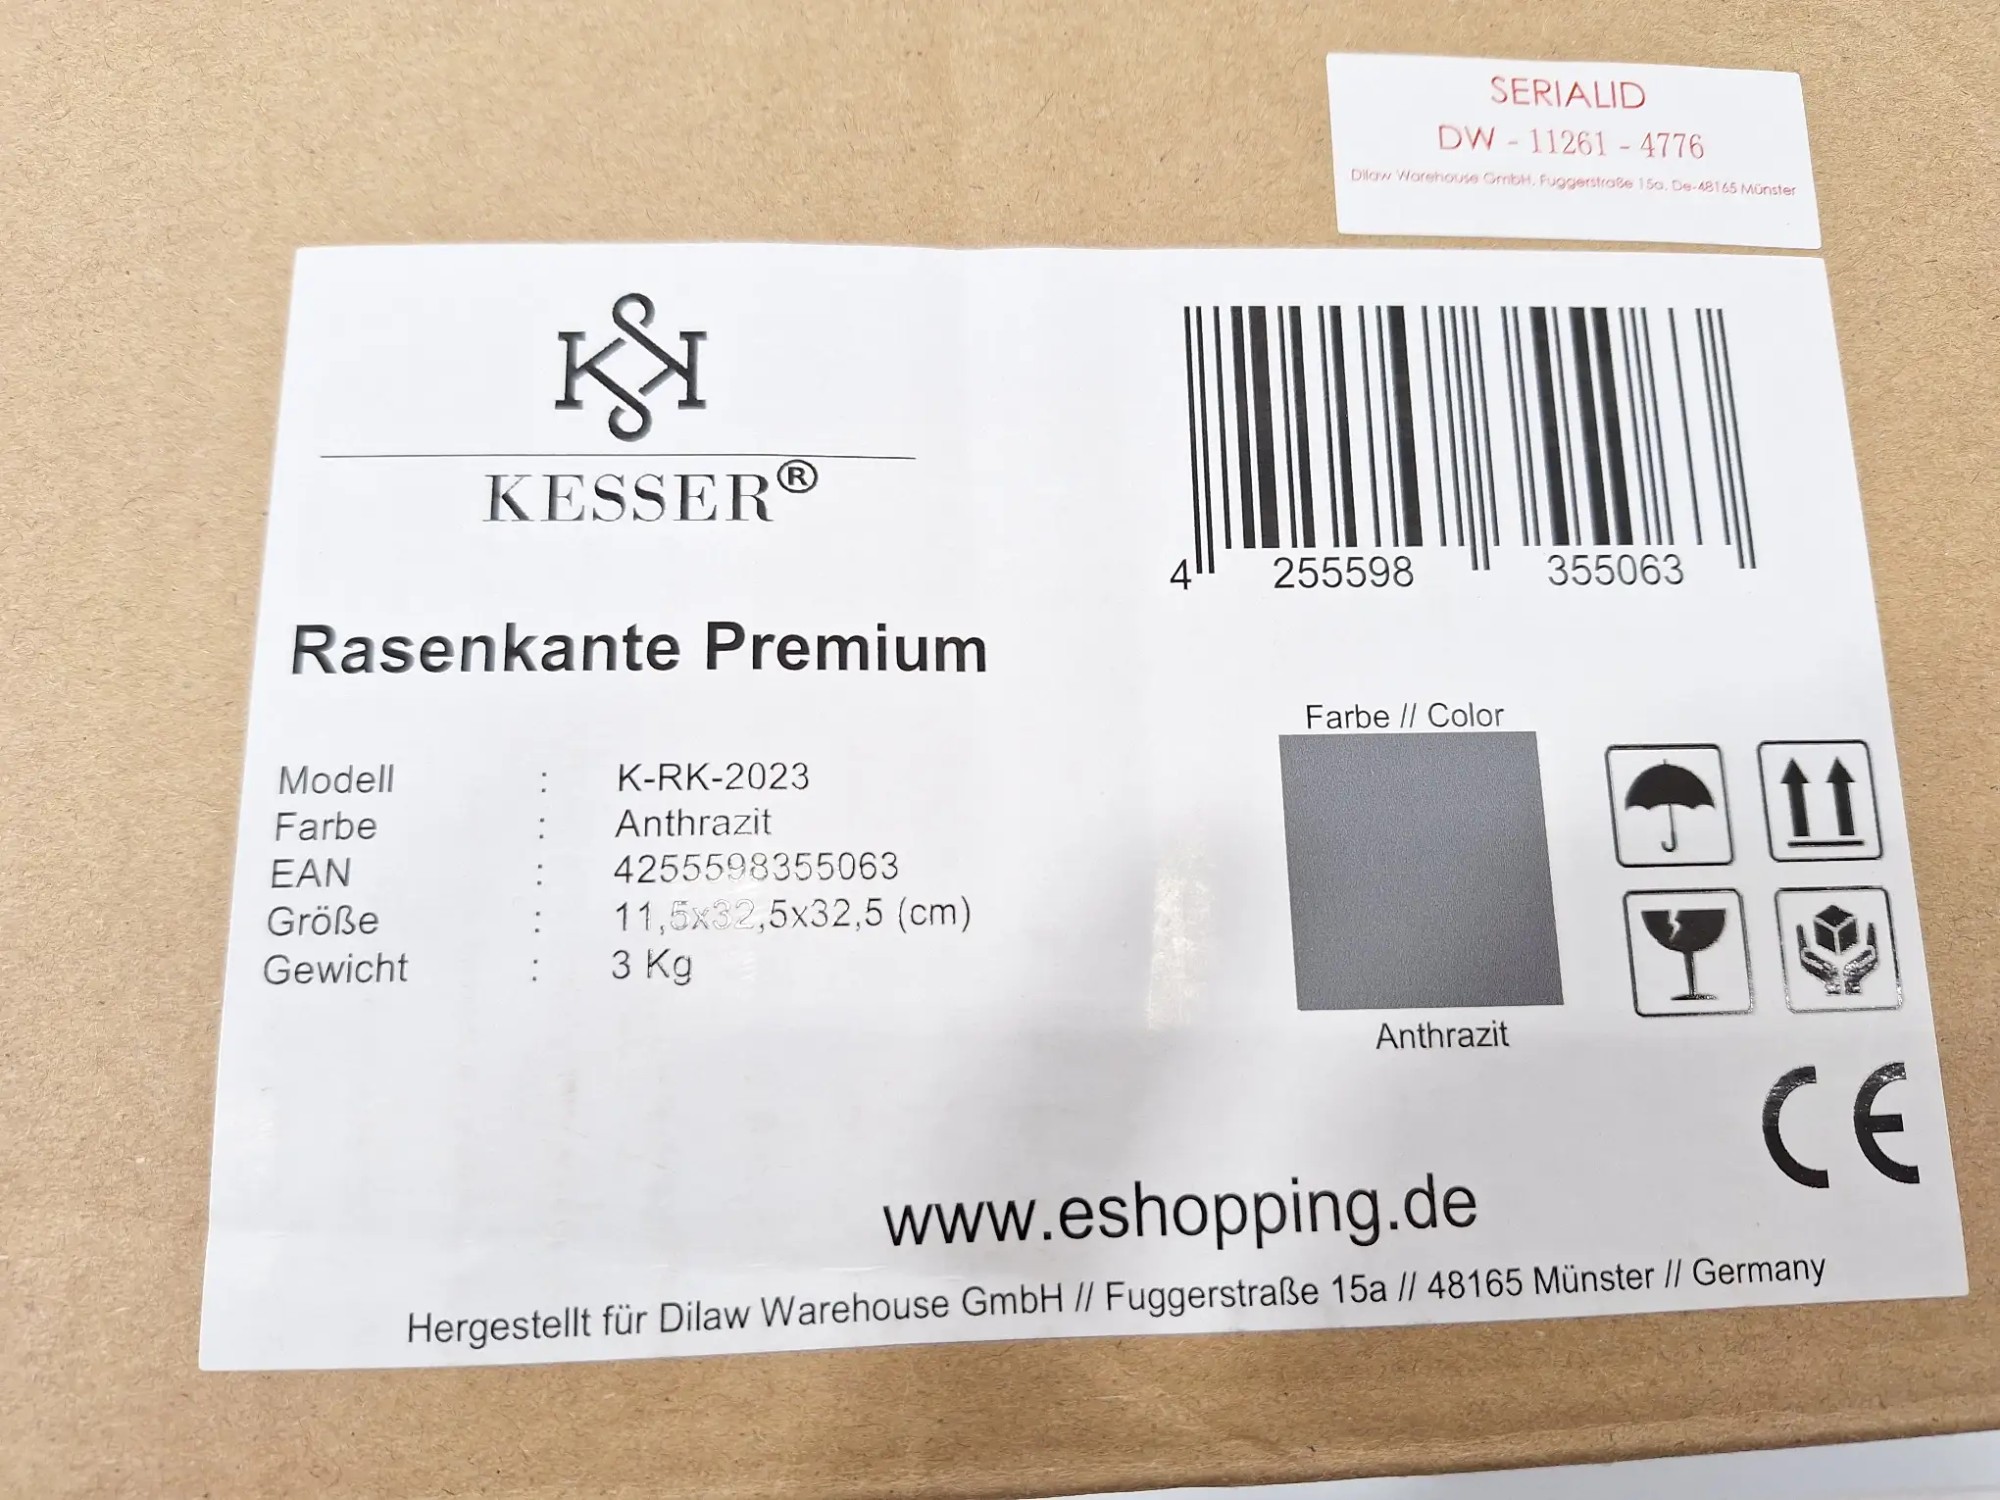 SERIALID
DW - 11261 - 4776
Dilaw Warehouse GmbH, Fuggerstraße 15a, De-48165 Münster
KESSER®
4 255598 355063
Rasenkante Premium
Farbe // Color
Modell : K-RK-2023
Farbe : Anthrazit
EAN : 4255598355063
Größe : 11,5x32,5x32,5 (cm)
Gewicht : 3 Kg
Anthrazit
CE
www.eshopping.de
Hergestellt für Dilaw Warehouse GmbH // Fuggerstraße 15a // 48165 Münster // Germany